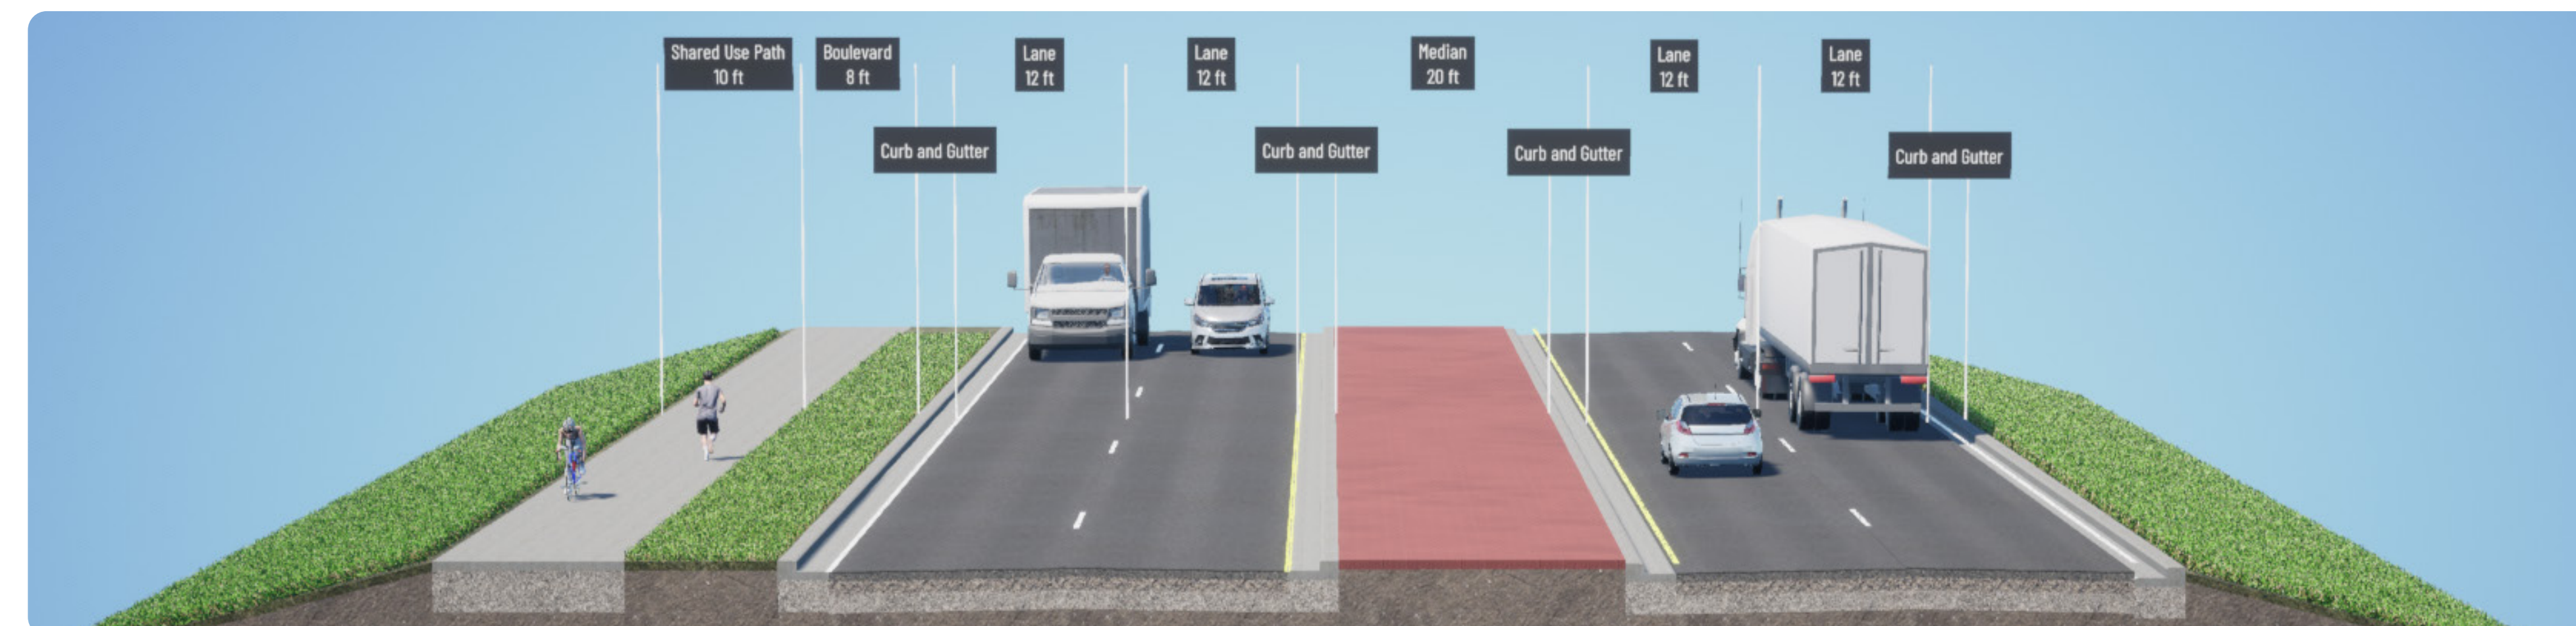 Shared Use Path
10 ft
Boulevard
8 ft
Lane
12 ft
Lane
12 ft
Median
20 ft
Lane
12 ft
Lane
12 ft
Curb and Gutter
Curb and Gutter
Curb and Gutter
Curb and Gutter